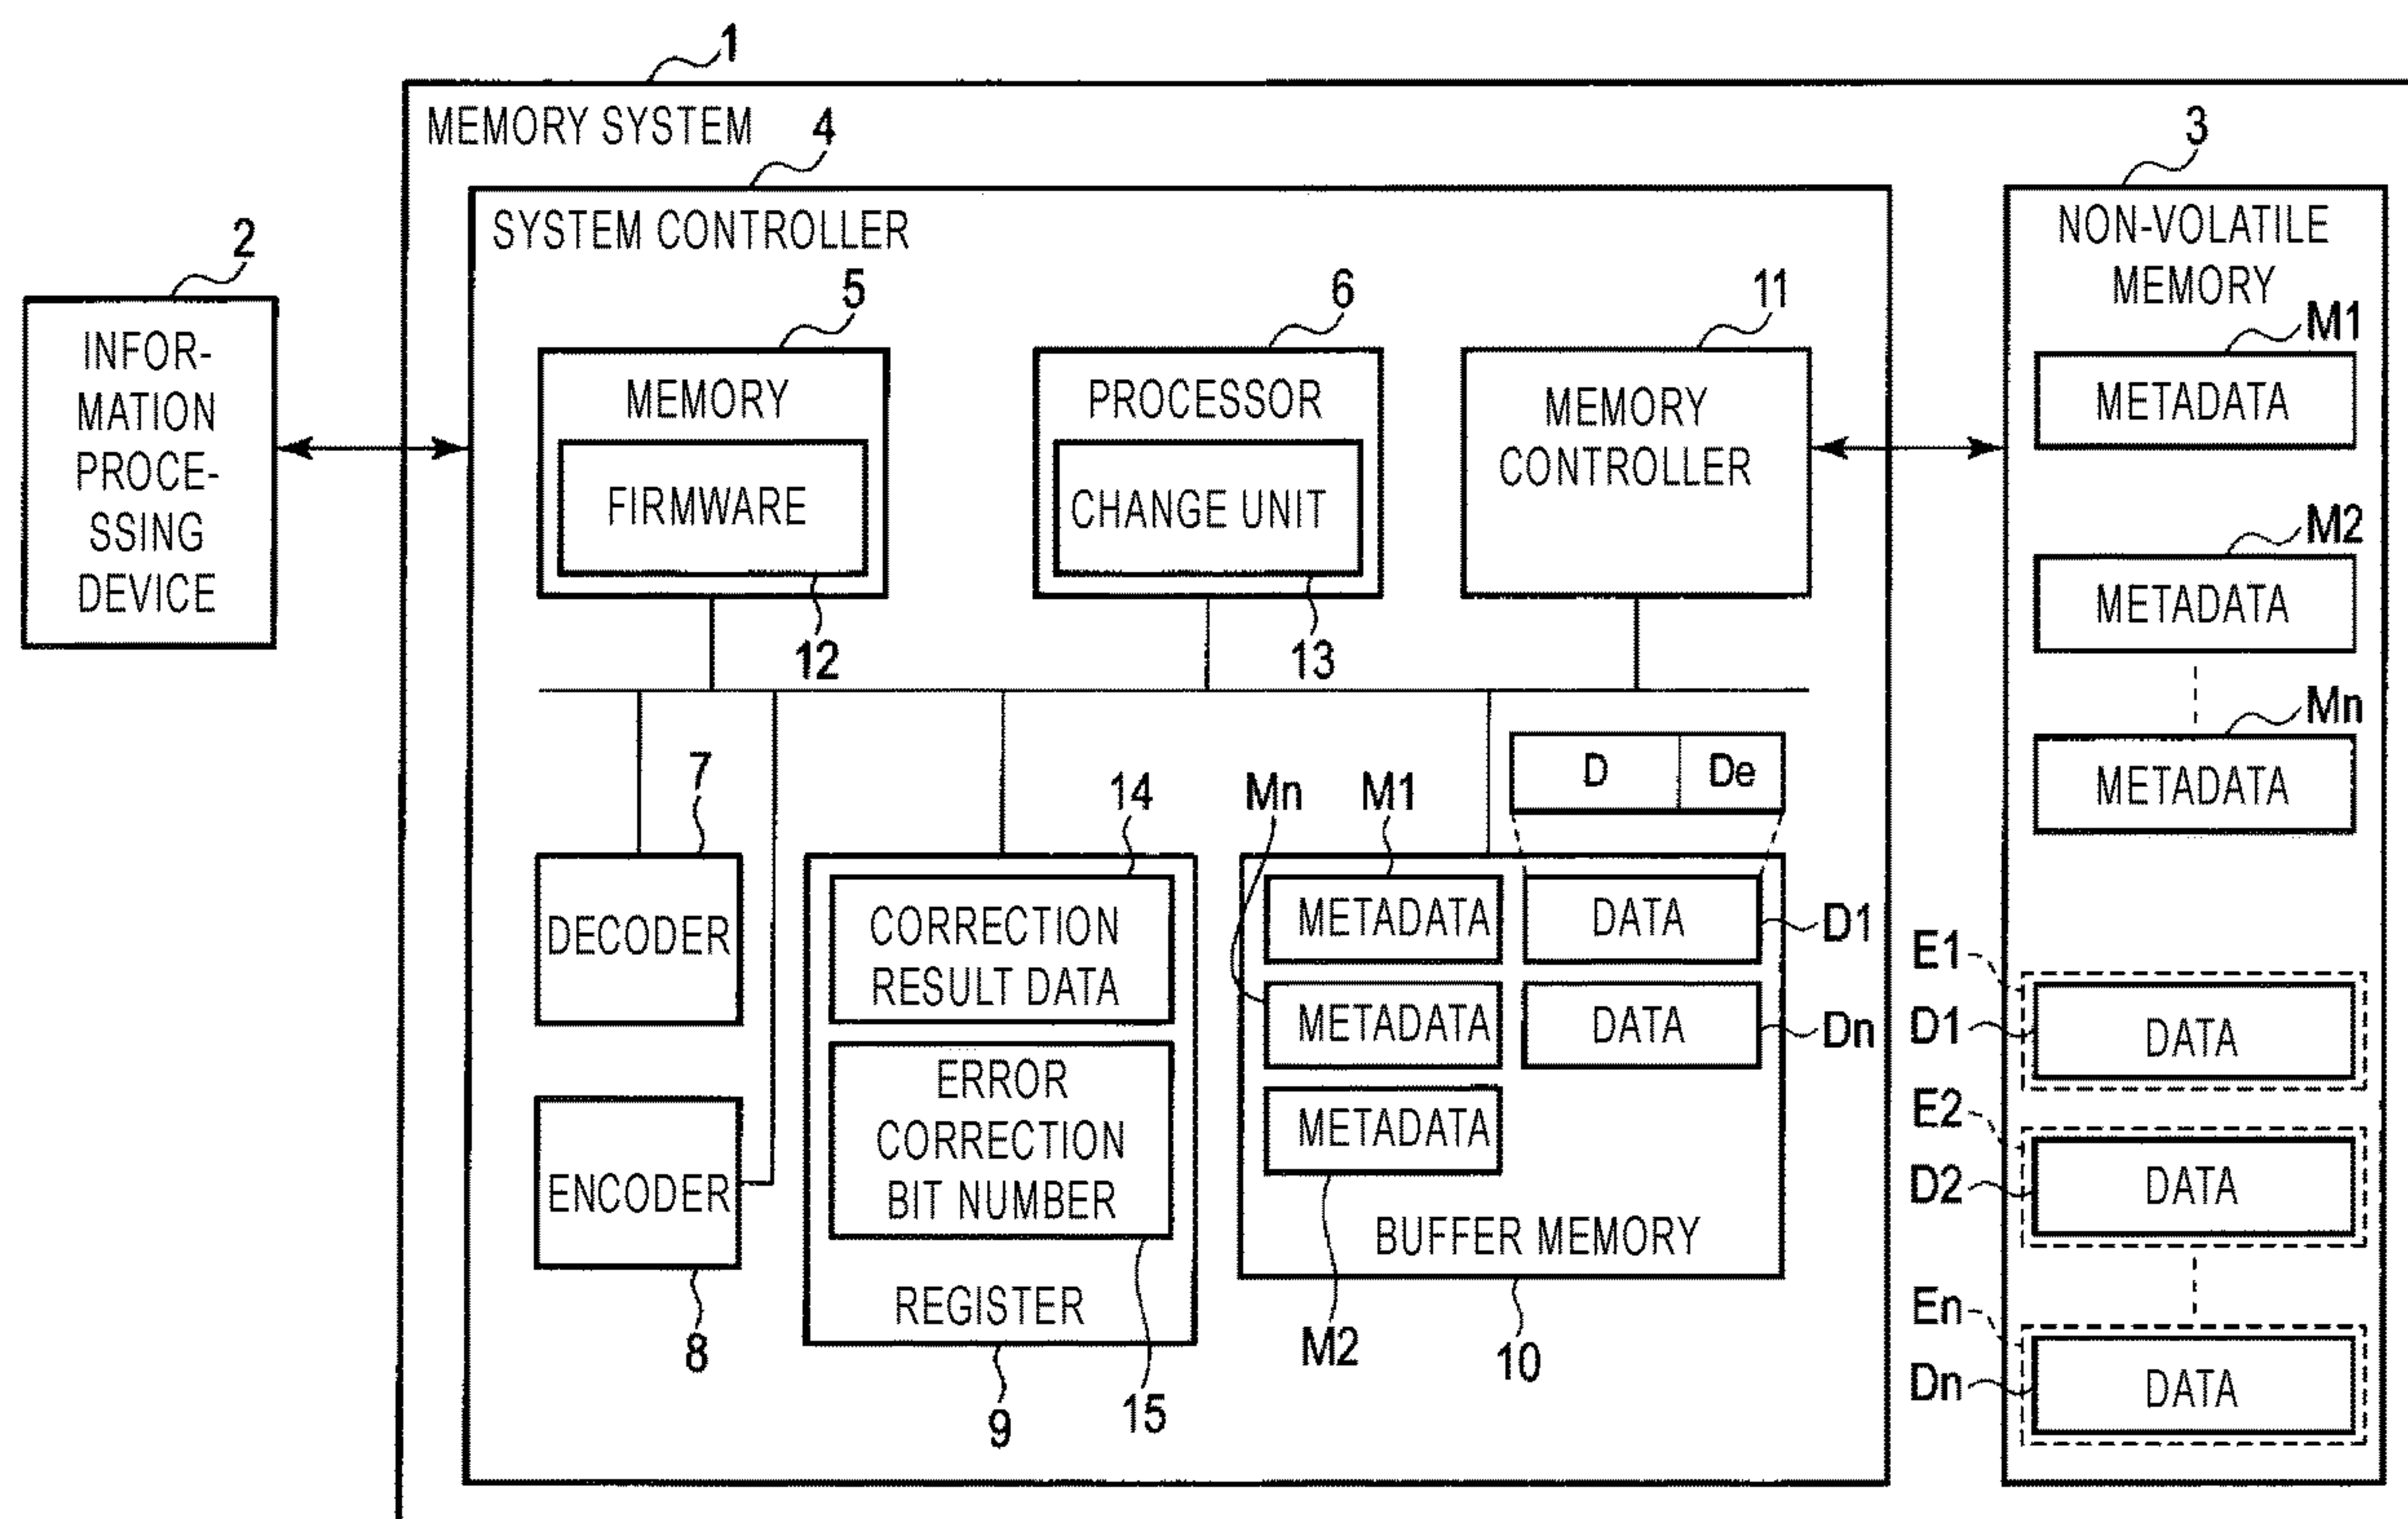 1
MEMORY SYSTEM
4
3
SYSTEM CONTROLLER
NON-VOLATILE
MEMORY
2
INFOR-
MATION
PROCE-
SSING
DEVICE
5
6
11
MEMORY
FIRMWARE
12
PROCESSOR
CHANGE UNIT
13
MEMORY
CONTROLLER
M1
METADATA
M2
METADATA
Mn
METADATA
7
DECODER
ENCODER
8
14
CORRECTION
RESULT DATA
ERROR
CORRECTION
BIT NUMBER
REGISTER
9
15
D De
Mn M1
METADATA DATA D1
METADATA DATA Dn
METADATA
BUFFER MEMORY
M2
10
E1
D1 DATA
E2
D2 DATA
En
Dn DATA